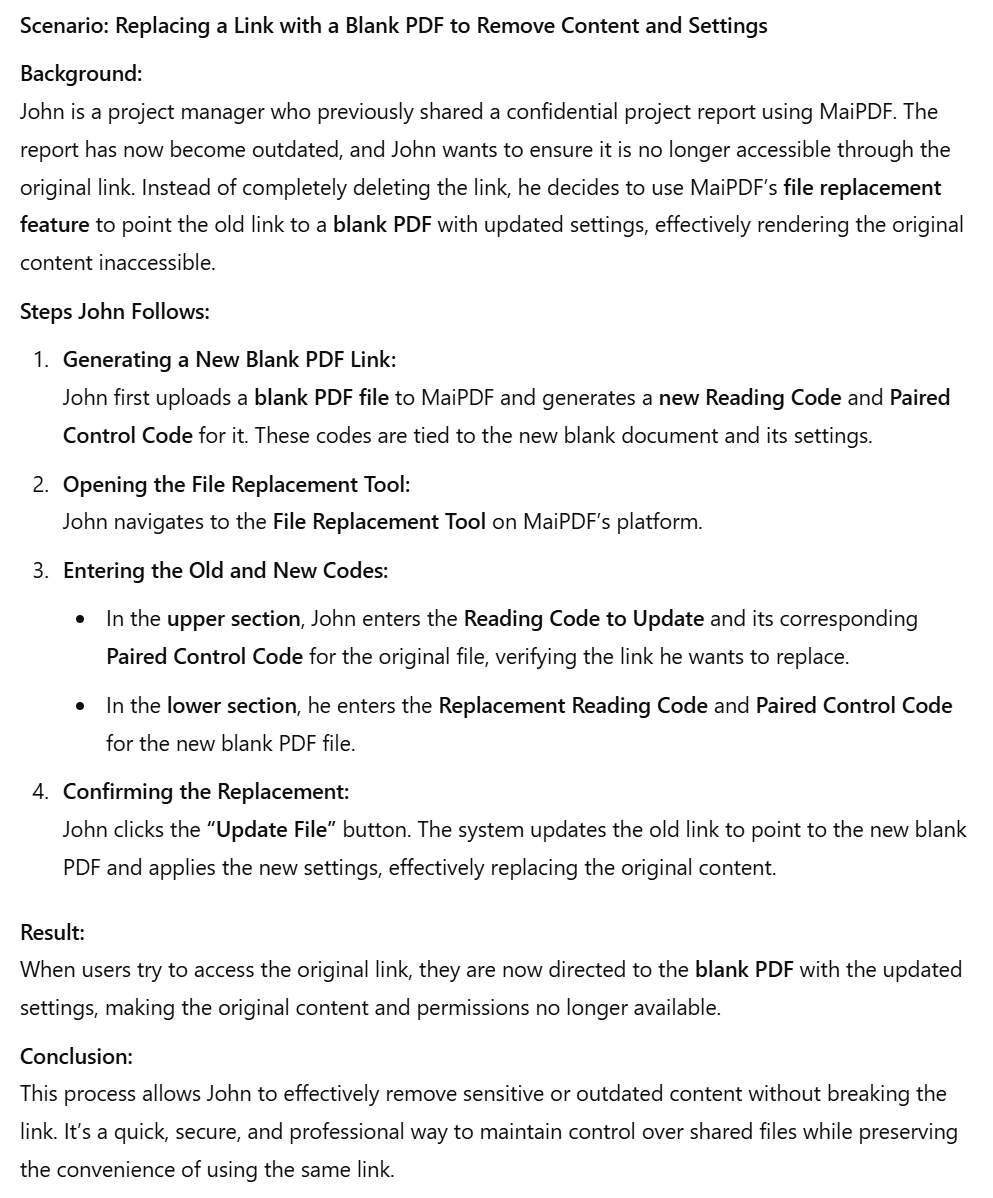 Scenario: Replacing a Link with a Blank PDF to Remove Content and Settings
Background:
John is a project manager who previously shared a confidential project report using MaiPDF. The
report has now become outdated, and John wants to ensure it is no longer accessible through the
original link. Instead of completely deleting the link, he decides to use MaiPDF’s file replacement
feature to point the old link to a blank PDF with updated settings, effectively rendering the original
content inaccessible.
Steps John Follows:
1. Generating a New Blank PDF Link:
John first uploads a blank PDF file to MaiPDF and generates a new Reading Code and Paired
Control Code for it. These codes are tied to the new blank document and its settings.
2. Opening the File Replacement Tool:
John navigates to the File Replacement Tool on MaiPDF’s platform.
3. Entering the Old and New Codes:
• In the upper section, John enters the Reading Code to Update and its corresponding
Paired Control Code for the original file, verifying the link he wants to replace.
• In the lower section, he enters the Replacement Reading Code and Paired Control Code
for the new blank PDF file.
4. Confirming the Replacement:
John clicks the “Update File” button. The system updates the old link to point to the new blank
PDF and applies the new settings, effectively replacing the original content.
Result:
When users try to access the original link, they are now directed to the blank PDF with the updated
settings, making the original content and permissions no longer available.
Conclusion:
This process allows John to effectively remove sensitive or outdated content without breaking the
link. It’s a quick, secure, and professional way to maintain control over shared files while preserving
the convenience of using the same link.